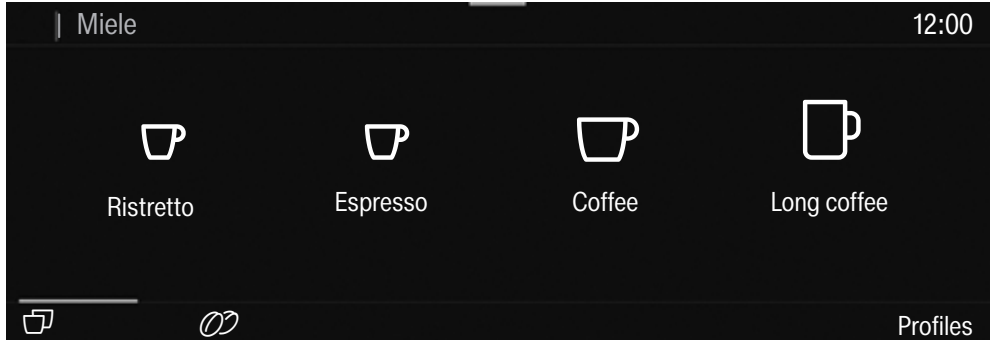 Miele
12:00
Ristretto
Espresso
Coffee
Long coffee
Profiles